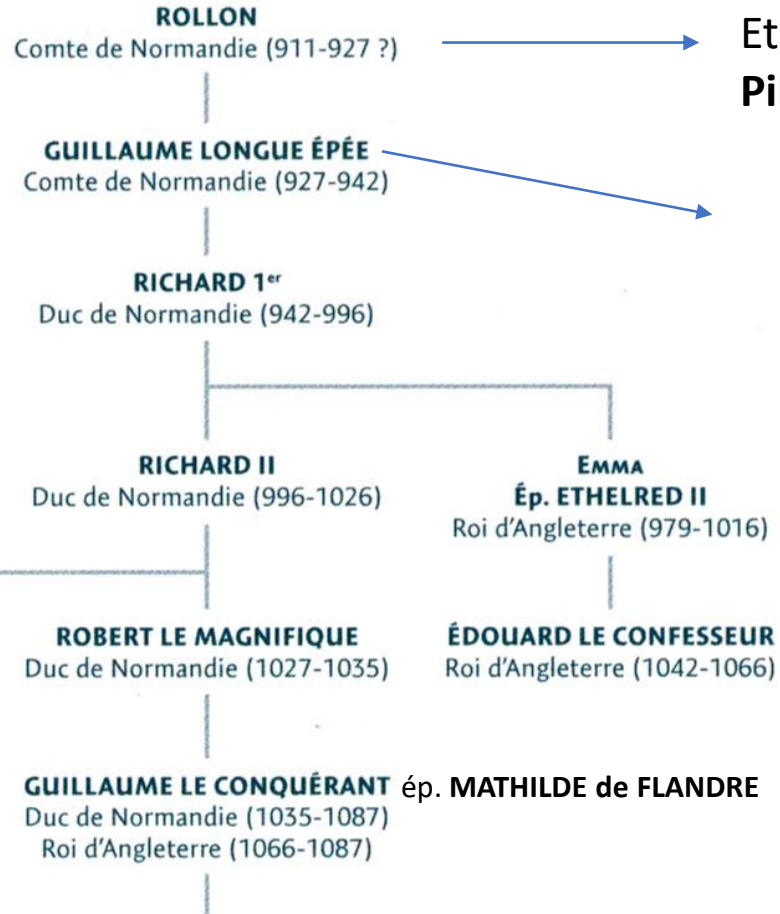 ROLLON
Comte de Normandie (911-927 ?)
Et
Pi
GUILLAUME LONGUE ÉPÉE
Comte de Normandie (927-942)
RICHARD 1er
Duc de Normandie (942-996)
RICHARD II
Duc de Normandie (996-1026)
EMMA
Ép. ETHELRED II
Roi d'Angleterre (979-1016)
ROBERT LE MAGNIFIQUE
Duc de Normandie (1027-1035)
ÉDOUARD LE CONFESSEUR
Roi d'Angleterre (1042-1066)
GUILLAUME LE CONQUÉRANT ép. MATHILDE de FLANDRE
Duc de Normandie (1035-1087)
Roi d'Angleterre (1066-1087)